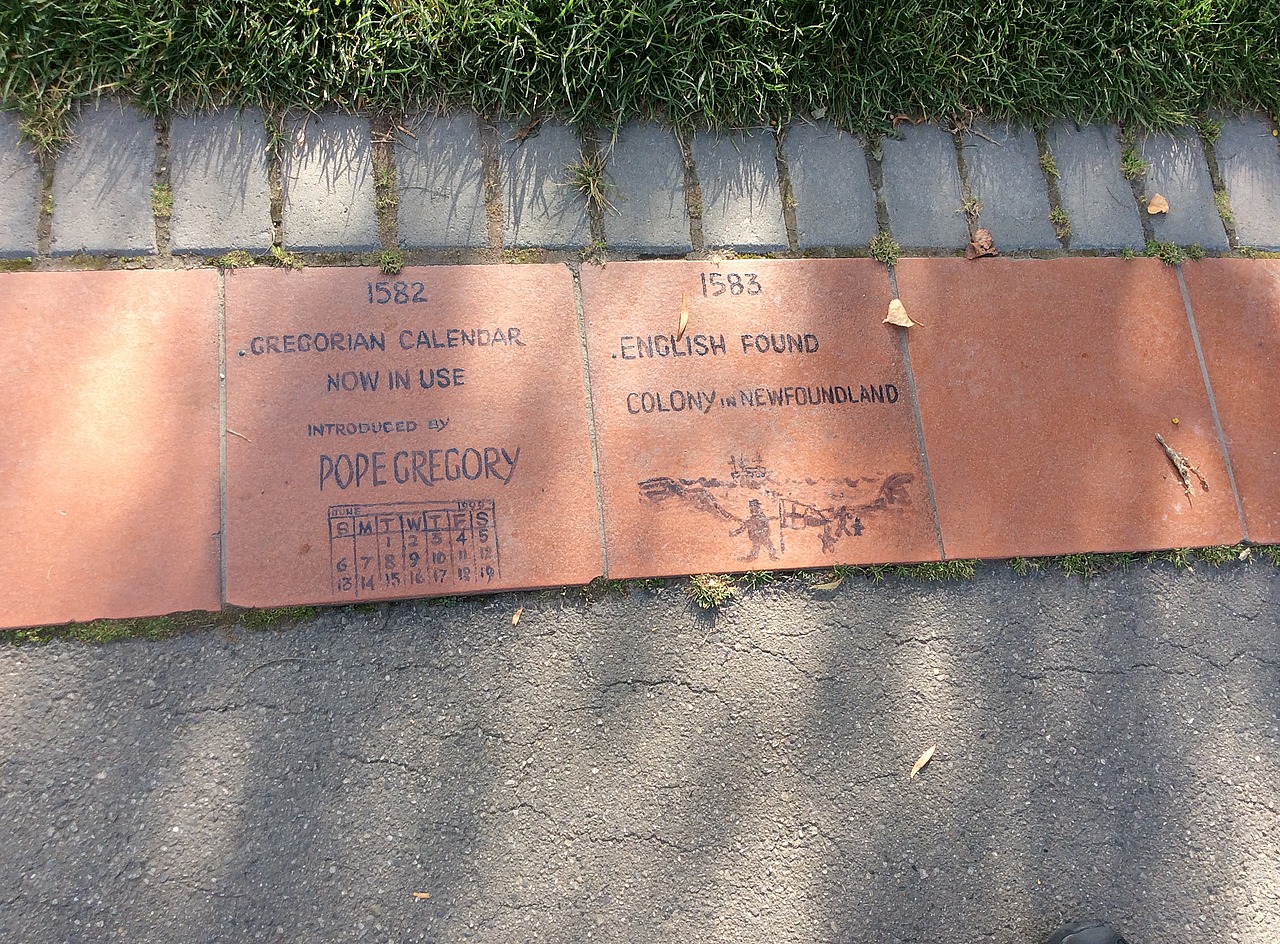 1582
.GREGORIAN CALENDAR
NOW IN USE
INTRODUCED BY
POPE GREGORY
JUNE
S M T W T F S
1 2 3 4 5
6 7 8 9 10 11 12
13 14 15 16 17 18 19
1583
.ENGLISH FOUND
COLONY IN NEWFOUNDLAND